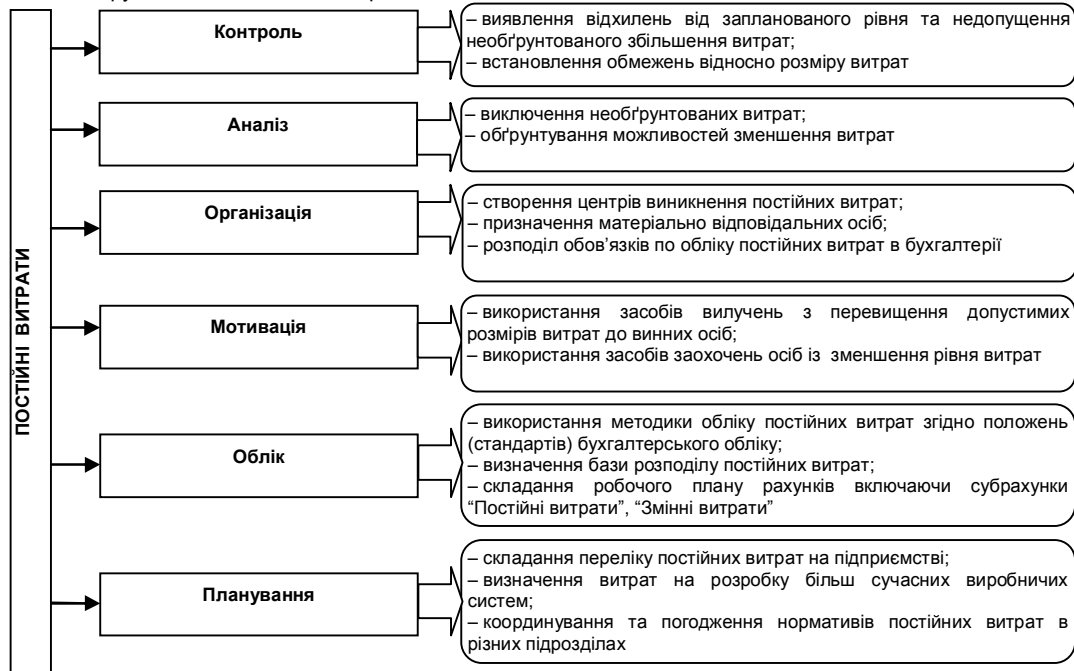 ПОСТІЙНІ ВИТРАТИ
Контроль
– виявлення відхилень від запланованого рівня та недопущення
необґрунтованого збільшення витрат;
– встановлення обмежень відносно розміру витрат
Аналіз
– виключення необґрунтованих витрат;
– обґрунтування можливостей зменшення витрат
Організація
– створення центрів виникнення постійних витрат;
– призначення матеріально відповідальних осіб;
– розподіл обов’язків по обліку постійних витрат в бухгалтерії
Мотивація
– використання засобів вилучень з перевищення допустимих
розмірів витрат до винних осіб;
– використання засобів заохочень осіб із зменшення рівня витрат
Облік
– використання методики обліку постійних витрат згідно положень
(стандартів) бухгалтерського обліку;
– визначення бази розподілу постійних витрат;
– складання робочого плану рахунків включаючи субрахунки
“Постійні витрати”, “Змінні витрати”
Планування
– складання переліку постійних витрат на підприємстві;
– визначення витрат на розробку більш сучасних виробничих
систем;
– координування та погодження нормативів постійних витрат в
різних підрозділах